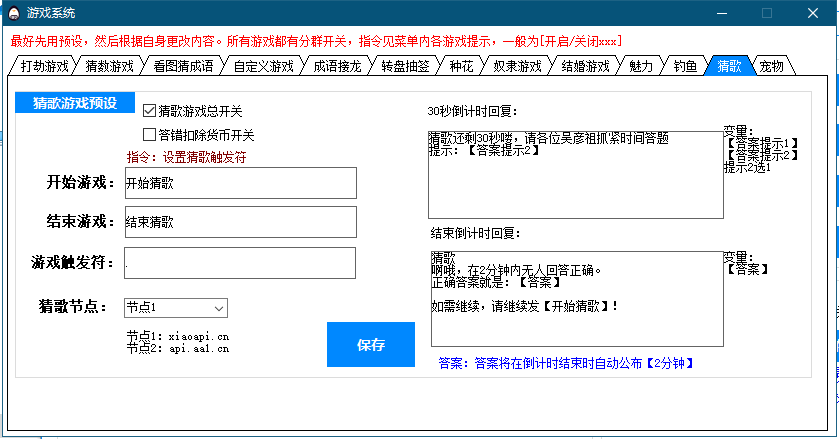 游戏系统
最好先用预设，然后根据自身更改内容。所有游戏都有分群开关，指令见菜单内各游戏提示，一般为[开启/关闭xxx]
打劫游戏 猜数游戏 看图猜成语 自定义游戏 成语接龙 转盘抽签 种花 奴隶游戏 结婚游戏 魅力 钓鱼 猜歌 宠物
猜歌游戏预设
猜歌游戏总开关
答错扣除货币开关
指令：设置猜歌触发符
开始游戏：
开始猜歌
结束游戏：
结束猜歌
游戏触发符：
.
猜歌节点：
节点1
节点1：xiaoapi.cn
节点2：api.aa1.cn
保存
30秒倒计时回复：
猜歌还剩30秒喽，请各位吴彦祖抓紧时间答题
提示：【答案提示2】
变量：
【答案提示1】
【答案提示2】
提示2选1
结束倒计时回复：
猜歌
啊哦，在2分钟内无人回答正确。
正确答案就是：【答案】
如需继续，请继续发【开始猜歌】！
变量：
【答案】
答案：答案将在倒计时结束时自动公布【2分钟】